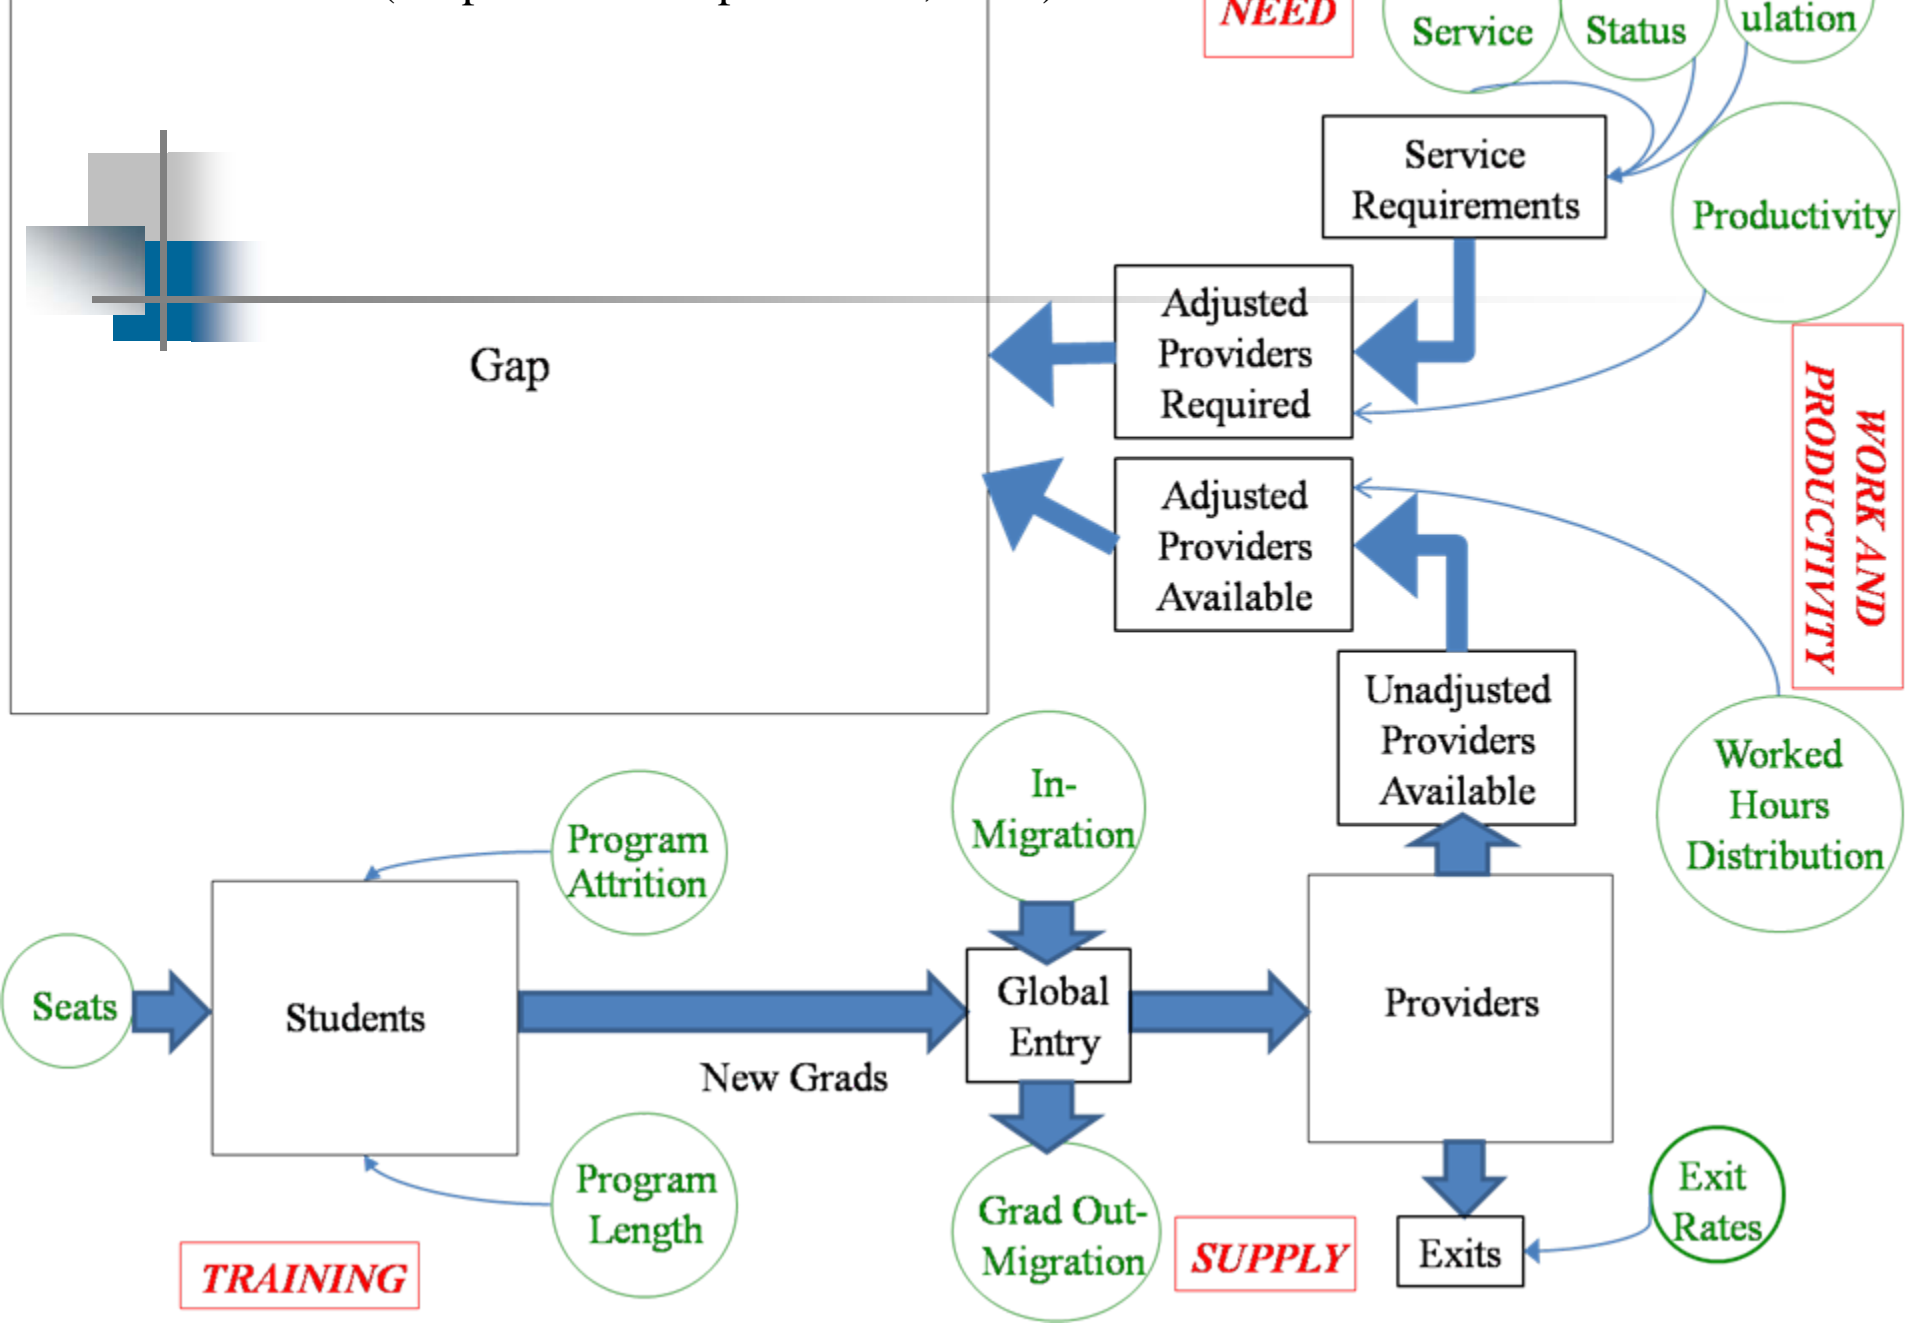 NEED
Service
Status
ulation
Service
Requirements
Productivity
Adjusted
Providers
Required
Gap
WORK AND
PRODUCTIVITY
Adjusted
Providers
Available
Unadjusted
Providers
Available
Worked
Hours
Distribution
In-
Migration
Program
Attrition
Seats
Students
New Grads
Global
Entry
Providers
Program
Length
Grad Out-
Migration
Exit
Rates
Exits
TRAINING
SUPPLY